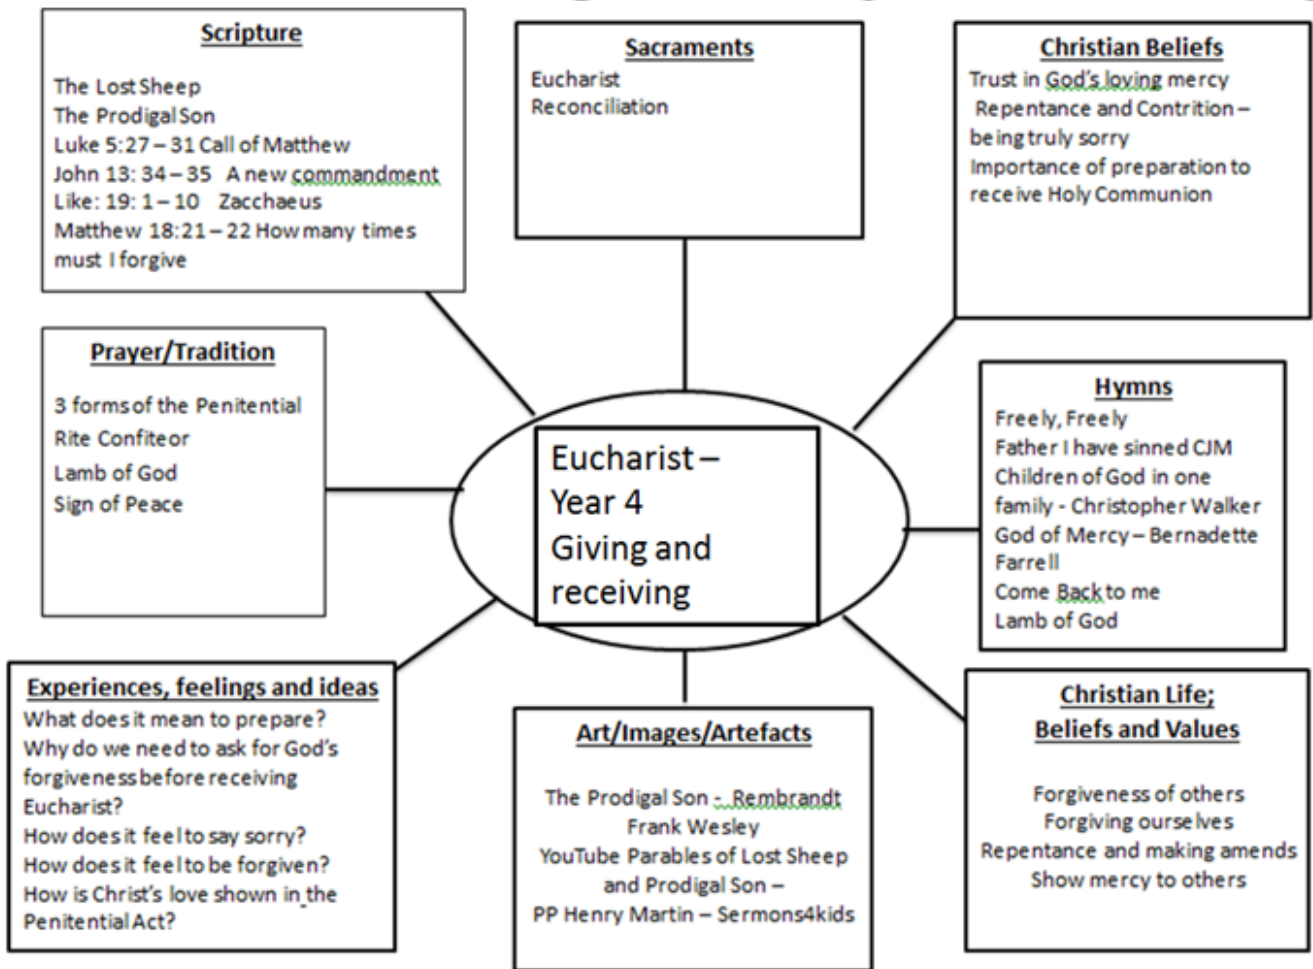 Scripture
The Lost Sheep
The Prodigal Son
Luke 5:27 – 31 Call of Matthew
John 13: 34 – 35 A new commandment
Like: 19: 1 – 10 Zacchaeus
Matthew 18:21 – 22 How many times
must I forgive
Sacraments
Eucharist
Reconciliation
Christian Beliefs
Trust in God's loving mercy
Repentance and Contrition –
being truly sorry
Importance of preparation to
receive Holy Communion
Prayer/Tradition
3 forms of the Penitential
Rite Confiteor
Lamb of God
Sign of Peace
Eucharist –
Year 4
Giving and
receiving
Hymns
Freely, Freely
Father I have sinned CJM
Children of God in one
family - Christopher Walker
God of Mercy – Bernadette
Farrell
Come Back to me
Lamb of God
Experiences, feelings and ideas
What does it mean to prepare?
Why do we need to ask for God's
forgiveness before receiving
Eucharist?
How does it feel to say sorry?
How does it feel to be forgiven?
How is Christ's love shown in the
Penitential Act?
Art/Images/Artefacts
The Prodigal Son - Rembrandt
Frank Wesley
YouTube Parables of Lost Sheep
and Prodigal Son –
PP Henry Martin – Sermons4kids
Christian Life;
Beliefs and Values
Forgiveness of others
Forgiving ourselves
Repentance and making amends
Show mercy to others